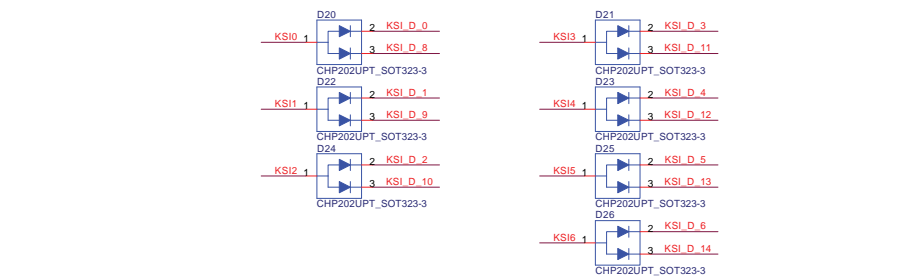 D20
KSI0 1
2 KSI_D_0
3 KSI_D_8
CHP202UPT_SOT323-3
D22
KSI1 1
2 KSI_D_1
3 KSI_D_9
CHP202UPT_SOT323-3
D24
KSI2 1
2 KSI_D_2
3 KSI_D_10
CHP202UPT_SOT323-3
D21
KSI3 1
2 KSI_D_3
3 KSI_D_11
CHP202UPT_SOT323-3
D23
KSI4 1
2 KSI_D_4
3 KSI_D_12
CHP202UPT_SOT323-3
D25
KSI5 1
2 KSI_D_5
3 KSI_D_13
CHP202UPT_SOT323-3
D26
KSI6 1
2 KSI_D_6
3 KSI_D_14
CHP202UPT_SOT323-3